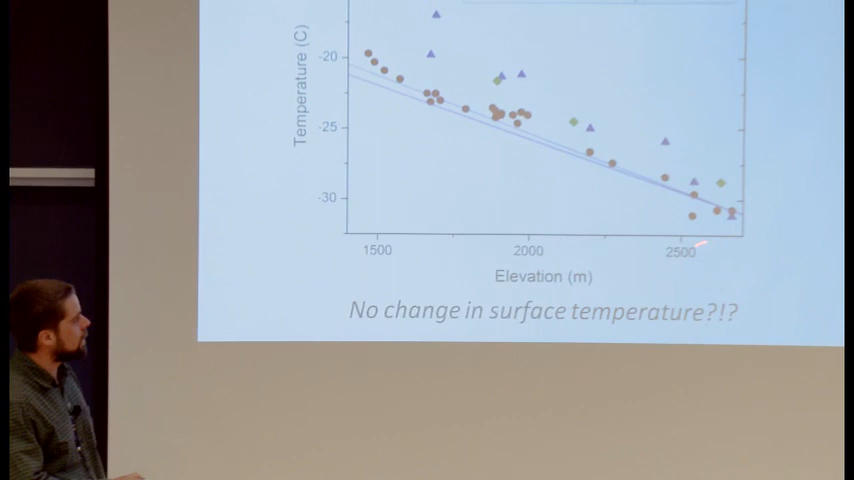 Temperature (C)
-20
-25
-30
1500
2000
2500
Elevation (m)
No change in surface temperature?!?